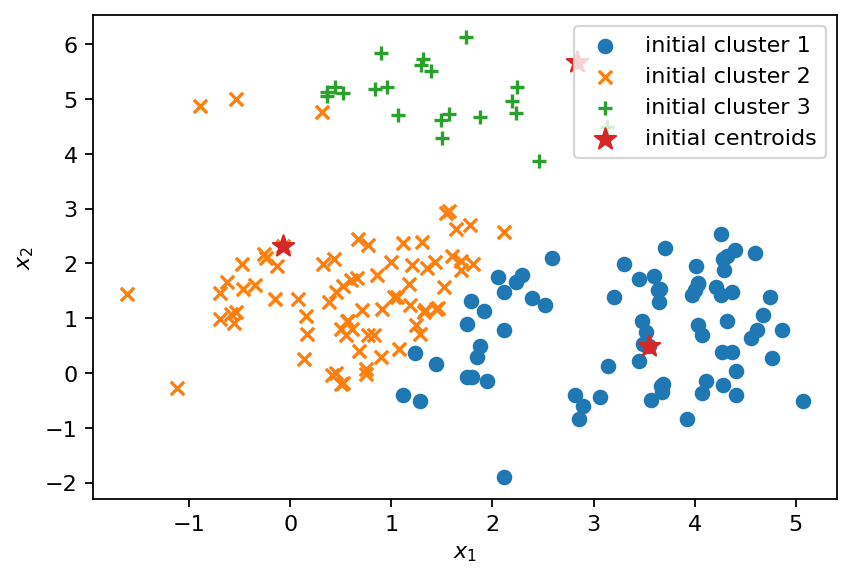 initial cluster 1
initial cluster 2
initial cluster 3
initial centroids
6
5
4
3
2
1
0
−1
−2
x₂
−1 0 1 2 3 4 5
x₁